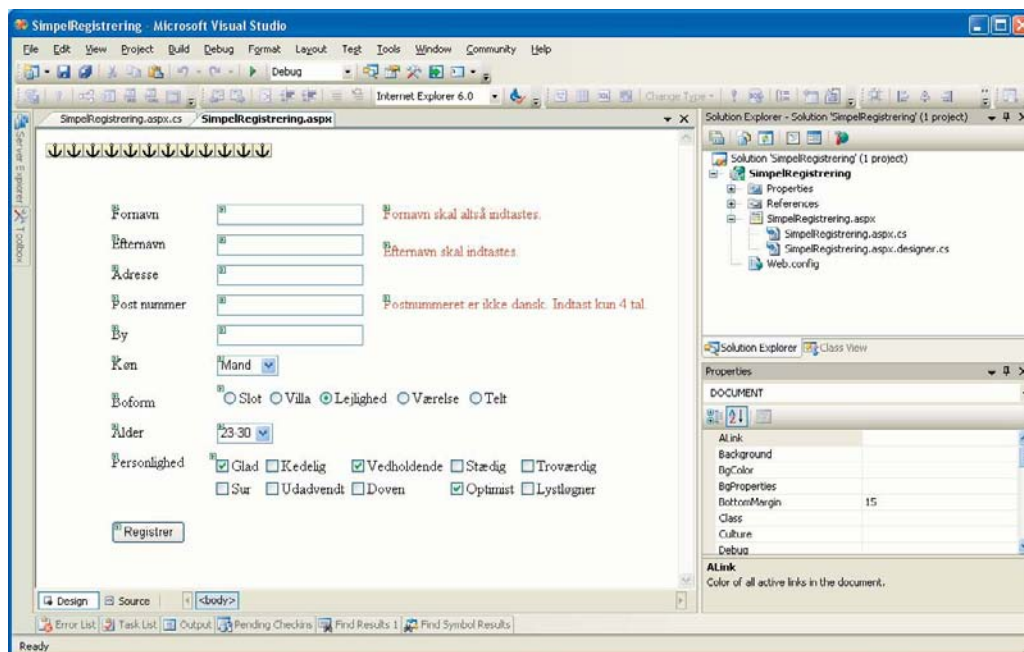 SimpelRegistrering - Microsoft Visual Studio
File Edit View Project Build Debug Format Layout Test Tools Window Community Help
Debug
Internet Explorer 6.0 Change Type
SimpelRegistrering.aspx.cs SimpelRegistrering.aspx
Server Explorer
Toolbox
Fornavn Fornavn skal altså indtastes.
Efternavn Efternavn skal indtastes.
Adresse
Post nummer Postnummeret er ikke dansk. Indtast kun 4 tal.
By
Køn Mand
Boform Slot Villa Lejlighed Værelse Telt
Alder 23-30
Personlighed Glad Kedelig Vedholdende Stædig Troværdig
Sur Udadvendt Doven Optimist Lystløgner
Registrer
Design Source <body>
Solution Explorer - Solution 'SimpelRegistrering' (1 project)
Solution 'SimpelRegistrering' (1 project)
SimpelRegistrering
Properties
References
SimpelRegistrering.aspx
SimpelRegistrering.aspx.cs
SimpelRegistrering.aspx.designer.cs
Web.config
Solution Explorer Class View
Properties
DOCUMENT
ALink
Background
BgColor
BgProperties
BottomMargin 15
Class
Culture
Debug
ALink
Color of all active links in the document.
Error List Task List Output Pending Checkins Find Results 1 Find Symbol Results
Ready